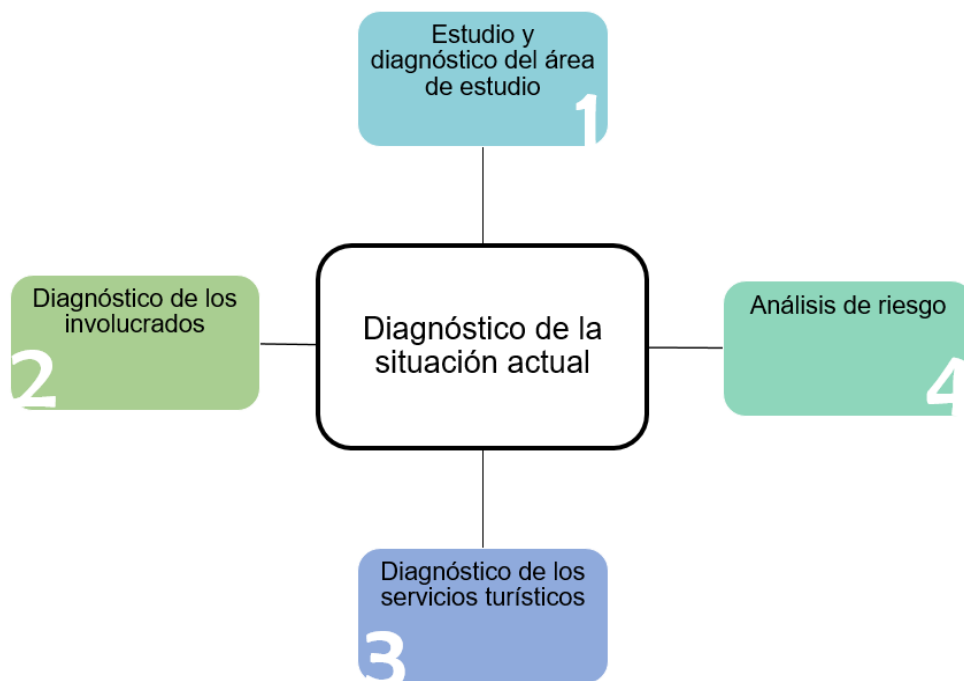 Estudio y
diagnóstico del área
de estudio
1
Diagnóstico de los
involucrados
2
Diagnóstico de la
situación actual
Análisis de riesgo
4
Diagnóstico de los
servicios turísticos
3